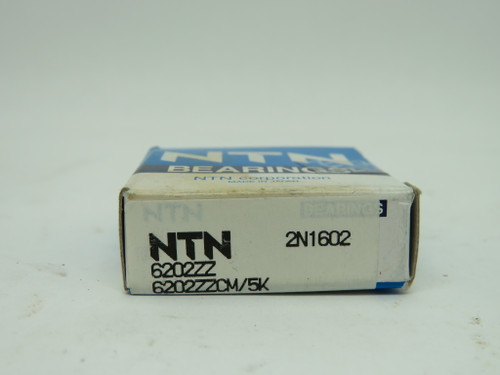 NTN
BEARINGS
NTN corporation
MADE IN JAPAN
NTN BEARINGS
NTN 2N1602
6202ZZ
6202ZZCM/5K